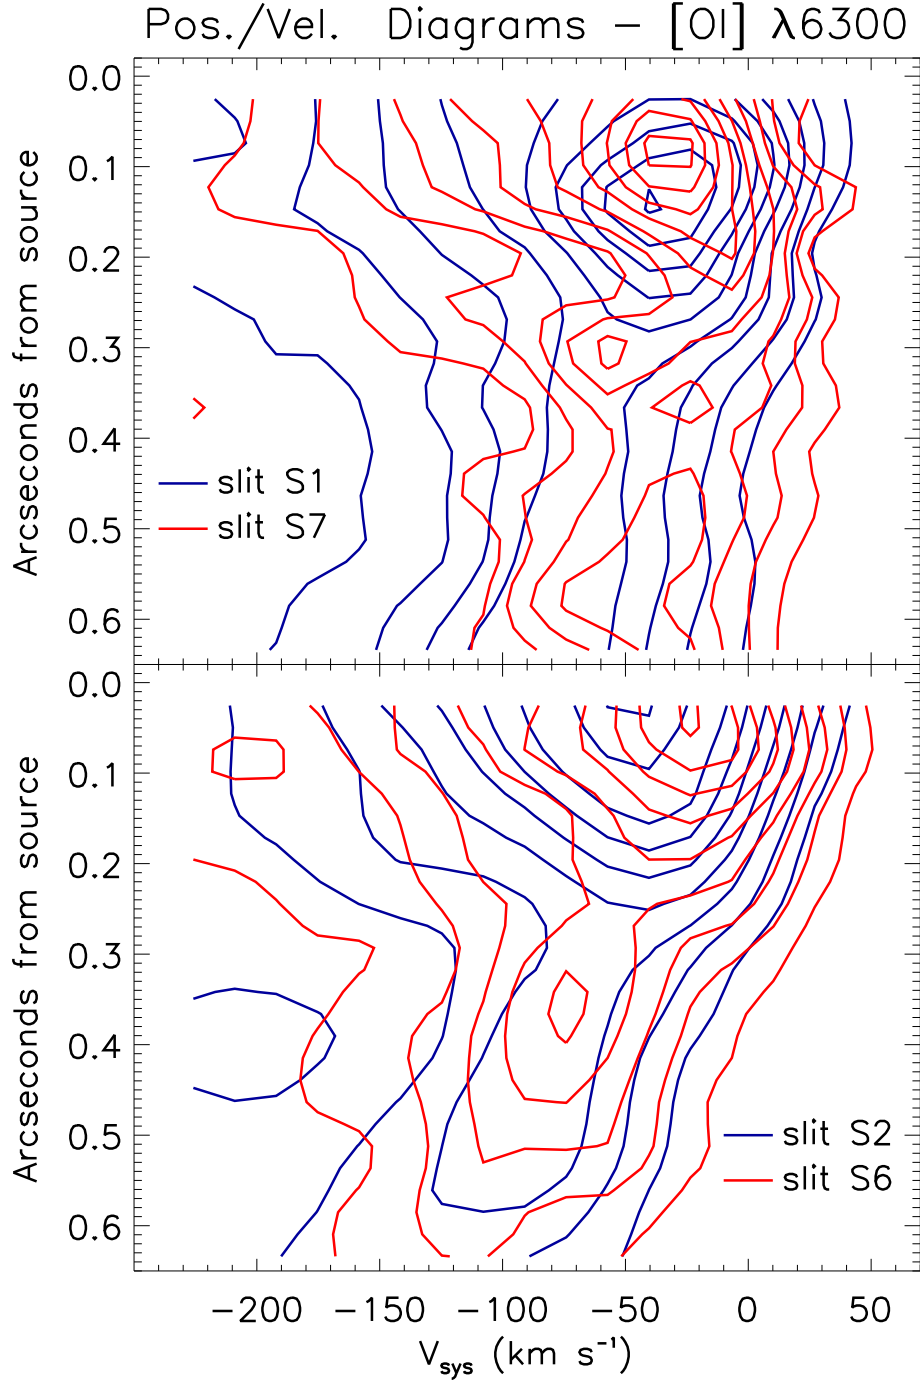 Pos./Vel. Diagrams – [OI] λ6300
0.0
0.1
0.2
0.3
0.4
0.5
0.6
Arcseconds from source
slit S1
slit S7
0.0
0.1
0.2
0.3
0.4
0.5
0.6
Arcseconds from source
slit S2
slit S6
−200 −150 −100 −50 0 50
Vsys (km s⁻¹)